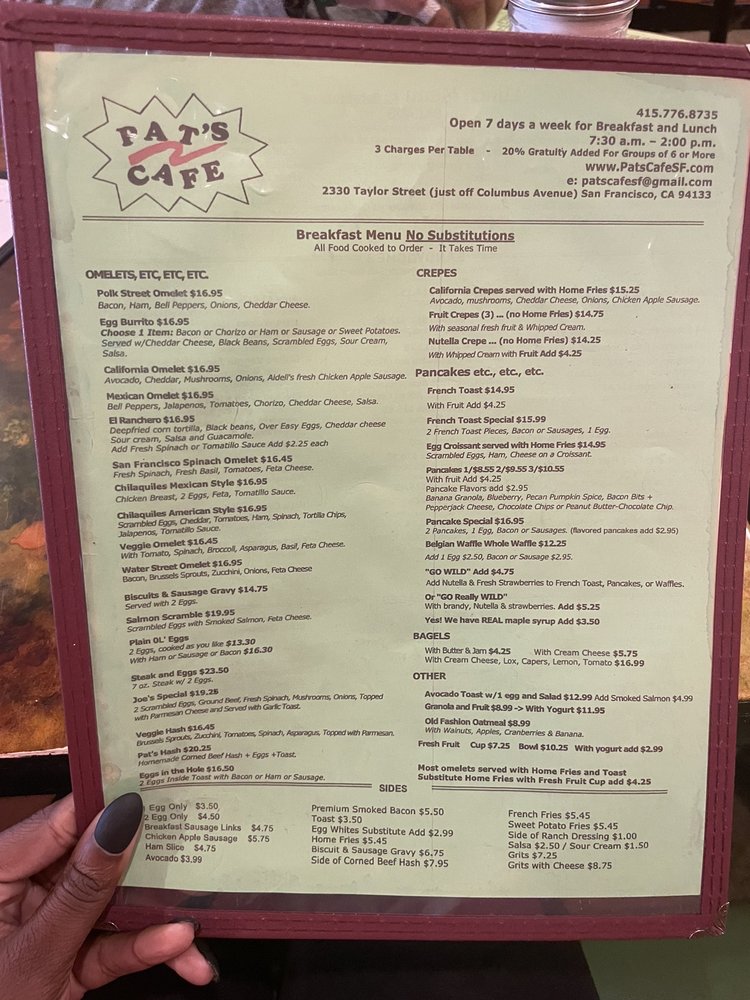 PAT'S
CAFE
415.776.8735
Open 7 days a week for Breakfast and Lunch
7:30 a.m. – 2:00 p.m.
3 Charges Per Table - 20% Gratuity Added For Groups of 6 or More
www.PatsCafeSF.com
e: patscafesf@gmail.com
2330 Taylor Street (just off Columbus Avenue) San Francisco, CA 94133
Breakfast Menu No Substitutions
All Food Cooked to Order - It Takes Time
OMELETS, ETC, ETC, ETC.
Polk Street Omelet $16.95
Bacon, Ham, Bell Peppers, Onions, Cheddar Cheese.
Egg Burrito $16.95
Choose 1 Item: Bacon or Chorizo or Ham or Sausage or Sweet Potatoes.
Served w/Cheddar Cheese, Black Beans, Scrambled Eggs, Sour Cream,
Salsa.
California Omelet $16.95
Avocado, Cheddar, Mushrooms, Onions, Aidell's fresh Chicken Apple Sausage.
Mexican Omelet $16.95
Bell Peppers, Jalapenos, Tomatoes, Chorizo, Cheddar Cheese, Salsa.
El Ranchero $16.95
Deepfried corn tortilla, Black beans, Over Easy Eggs, Cheddar cheese
Sour cream, Salsa and Guacamole.
Add Fresh Spinach or Tomatillo Sauce Add $2.25 each
San Francisco Spinach Omelet $16.45
Fresh Spinach, Fresh Basil, Tomatoes, Feta Cheese.
Chilaquiles Mexican Style $16.95
Chicken Breast, 2 Eggs, Feta, Tomatillo Sauce.
Chilaquiles American Style $16.95
Scrambled Eggs, Cheddar, Tomatoes, Ham, Spinach, Tortilla Chips,
Jalapenos, Tomatillo Sauce.
Veggie Omelet $16.45
With Tomato, Spinach, Broccoli, Asparagus, Basil, Feta Cheese.
Water Street Omelet $16.95
Bacon, Brussels Sprouts, Zucchini, Onions, Feta Cheese
Biscuits & Sausage Gravy $14.75
Served with 2 Eggs.
Salmon Scramble $19.95
Scrambled Eggs with Smoked Salmon, Feta Cheese.
Plain OL' Eggs
2 Eggs, cooked as you like $13.30
With Ham or Sausage or Bacon $16.30
Steak and Eggs $23.50
7 oz. Steak w/ 2 Eggs.
Joe's Special $19.25
2 Scrambled Eggs, Ground Beef, Fresh Spinach, Mushrooms, Onions, Topped
with Parmesan Cheese and Served with Garlic Toast.
Veggie Hash $16.45
Brussels Sprouts, Zucchini, Tomatoes, Onions, Spinach, Asparagus, Topped with Parmesan.
Pat's Hash $20.25
Homemade Corned Beef Hash + Eggs +Toast.
Eggs in the Hole $16.50
2 Eggs Inside Toast with Bacon or Ham or Sausage.
CREPES
California Crepes served with Home Fries $15.25
Avocado, mushrooms, Cheddar Cheese, Onions, Chicken Apple Sausage.
Fruit Crepes (3) ... (no Home Fries) $14.75
With seasonal fresh fruit & Whipped Cream.
Nutella Crepe ... (no Home Fries) $14.25
With Whipped Cream with Fruit Add $4.25
Pancakes etc., etc., etc.
French Toast $14.95
With Fruit Add $4.25
French Toast Special $15.99
2 French Toast Pieces, Bacon or Sausages, 1 Egg.
Egg Croissant served with Home Fries $14.95
Scrambled Eggs, Ham, Cheese on a Croissant.
Pancakes 1/$8.55 2/$9.55 3/$10.55
With fruit Add $4.25
Pancake Flavors add $2.95
Banana Granola, Blueberry, Pecan Pumpkin Spice, Bacon Bits +
Pepperjack Cheese, Chocolate Chips or Peanut Butter-Chocolate Chip.
Pancake Special $16.95
2 Pancakes, 1 Egg, Bacon or Sausages. (flavored pancakes add $2.95)
Belgian Waffle Whole Waffle $12.25
Add 1 Egg $2.50, Bacon or Sausage $2.95.
"GO WILD" Add $4.75
Add Nutella & Fresh Strawberries to French Toast, Pancakes, or Waffles.
Or "GO Really WILD"
With brandy, Nutella & strawberries. Add $5.25
Yes! We have REAL maple syrup Add $3.50
BAGELS
With Butter & Jam $4.25 With Cream Cheese $5.75
With Cream Cheese, Lox, Capers, Lemon, Tomato $16.99
OTHER
Avocado Toast w/1 egg and Salad $12.99 Add Smoked Salmon $4.99
Granola and Fruit $8.99 -> With Yogurt $11.95
Old Fashion Oatmeal $8.99
With Walnuts, Apples, Cranberries & Banana.
Fresh Fruit Cup $7.25 Bowl $10.25 With yogurt add $2.99
Most omelets served with Home Fries and Toast
Substitute Home Fries with Fresh Fruit Cup add $4.25
SIDES
1 Egg Only $3.50
2 Egg Only $4.50
Breakfast Sausage Links $4.75
Chicken Apple Sausage $5.75
Ham Slice $4.75
Avocado $3.99
Premium Smoked Bacon $5.50
Toast $3.50
Egg Whites Substitute Add $2.99
Home Fries $5.45
Biscuit & Sausage Gravy $6.75
Side of Corned Beef Hash $7.95
French Fries $5.45
Sweet Potato Fries $5.45
Side of Ranch Dressing $1.00
Salsa $2.50 / Sour Cream $1.50
Grits $7.25
Grits with Cheese $8.75